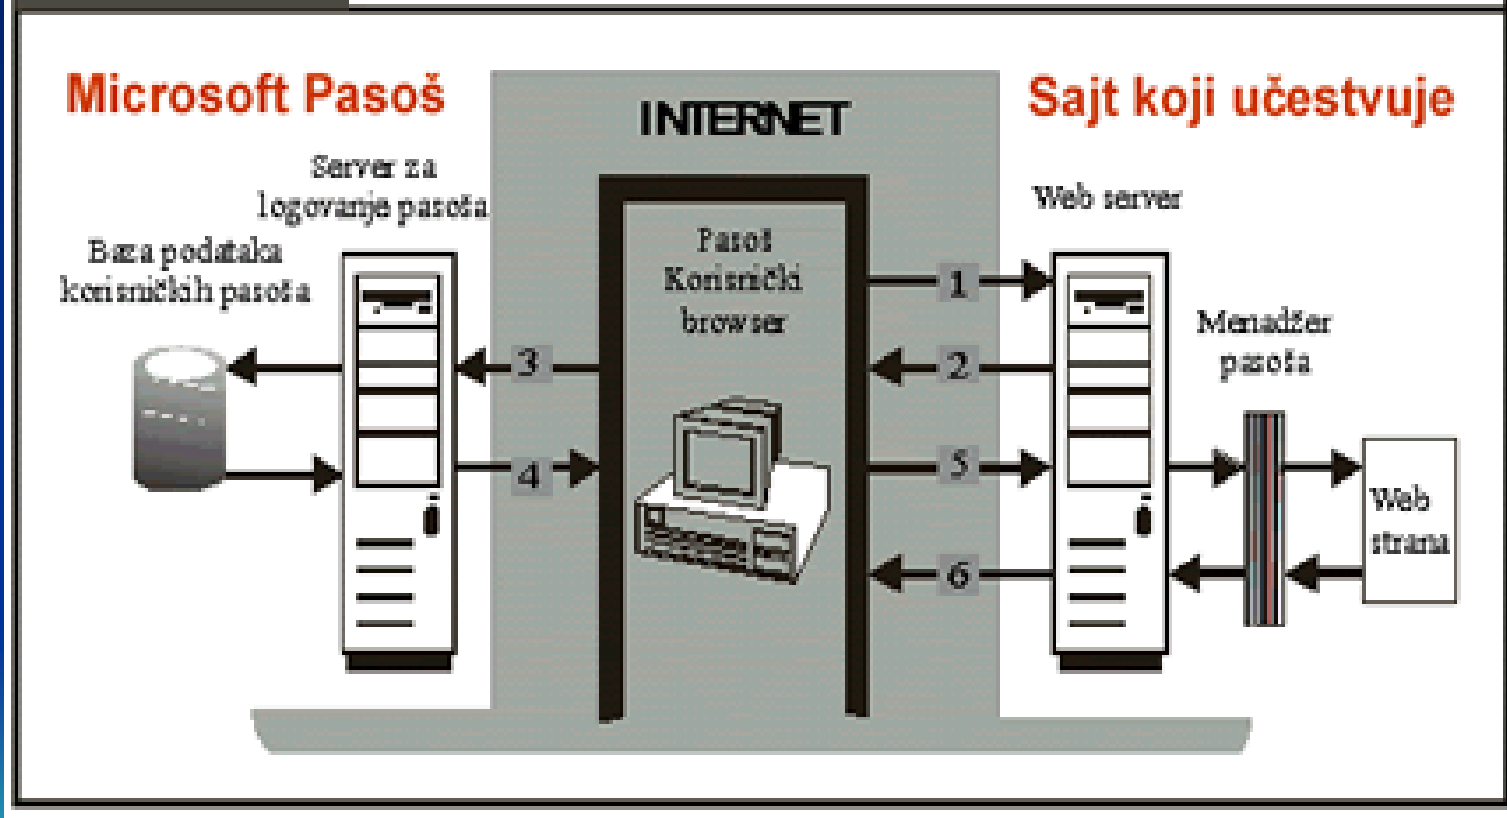 Microsoft Pasoš
INTERNET
Sajt koji učestvuje
Server za
logovanje pasoša
Baza podataka
korisničkih pasoša
Pasoš
Korisnički
browser
Web server
Menadžer
pasoša
1
2
3
4
5
6
Web
strana